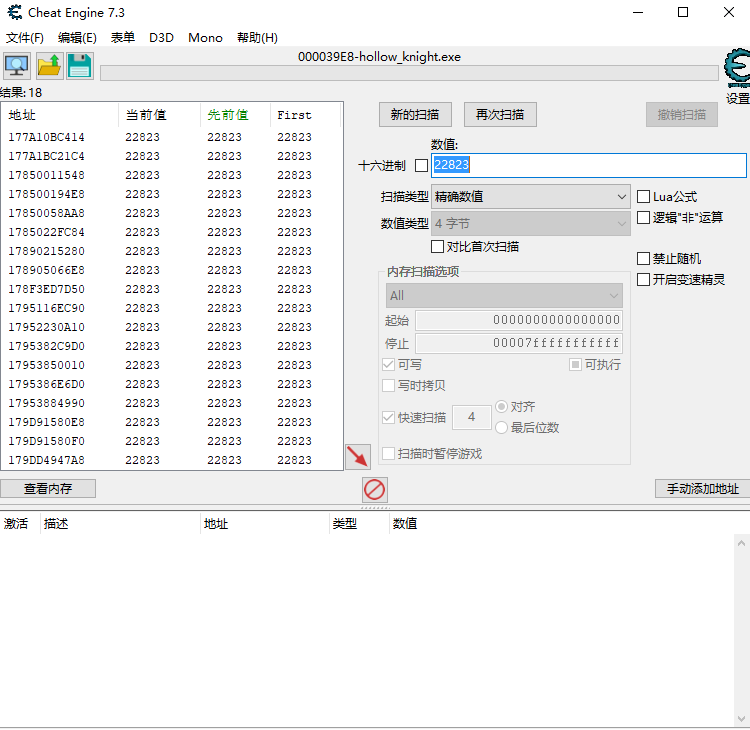 Cheat Engine 7.3
文件(F) 编辑(E) 表单 D3D Mono 帮助(H)
000039E8-hollow_knight.exe
设置
结果: 18
地址 当前值 先前值 First
177A10BC414 22823 22823 22823
177A1BC21C4 22823 22823 22823
17850011548 22823 22823 22823
178500194E8 22823 22823 22823
17850058AA8 22823 22823 22823
1785022FC84 22823 22823 22823
17890215280 22823 22823 22823
178905066E8 22823 22823 22823
178F3ED7D50 22823 22823 22823
1795116EC90 22823 22823 22823
17952230A10 22823 22823 22823
1795382C9D0 22823 22823 22823
17953850010 22823 22823 22823
1795386E6D0 22823 22823 22823
17953884990 22823 22823 22823
179D91580E8 22823 22823 22823
179D91580F0 22823 22823 22823
179DD4947A8 22823 22823 22823
新的扫描 再次扫描 撤销扫描
数值:
十六进制 22823
扫描类型 精确数值 Lua公式
数值类型 4 字节 逻辑"非"运算
对比首次扫描
禁止随机
开启变速精灵
内存扫描选项
All
起始 0000000000000000
停止 00007fffffffffff
可写 可执行
写时拷贝
快速扫描 4 对齐
最后位数
扫描时暂停游戏
查看内存 手动添加地址
激活 描述 地址 类型 数值